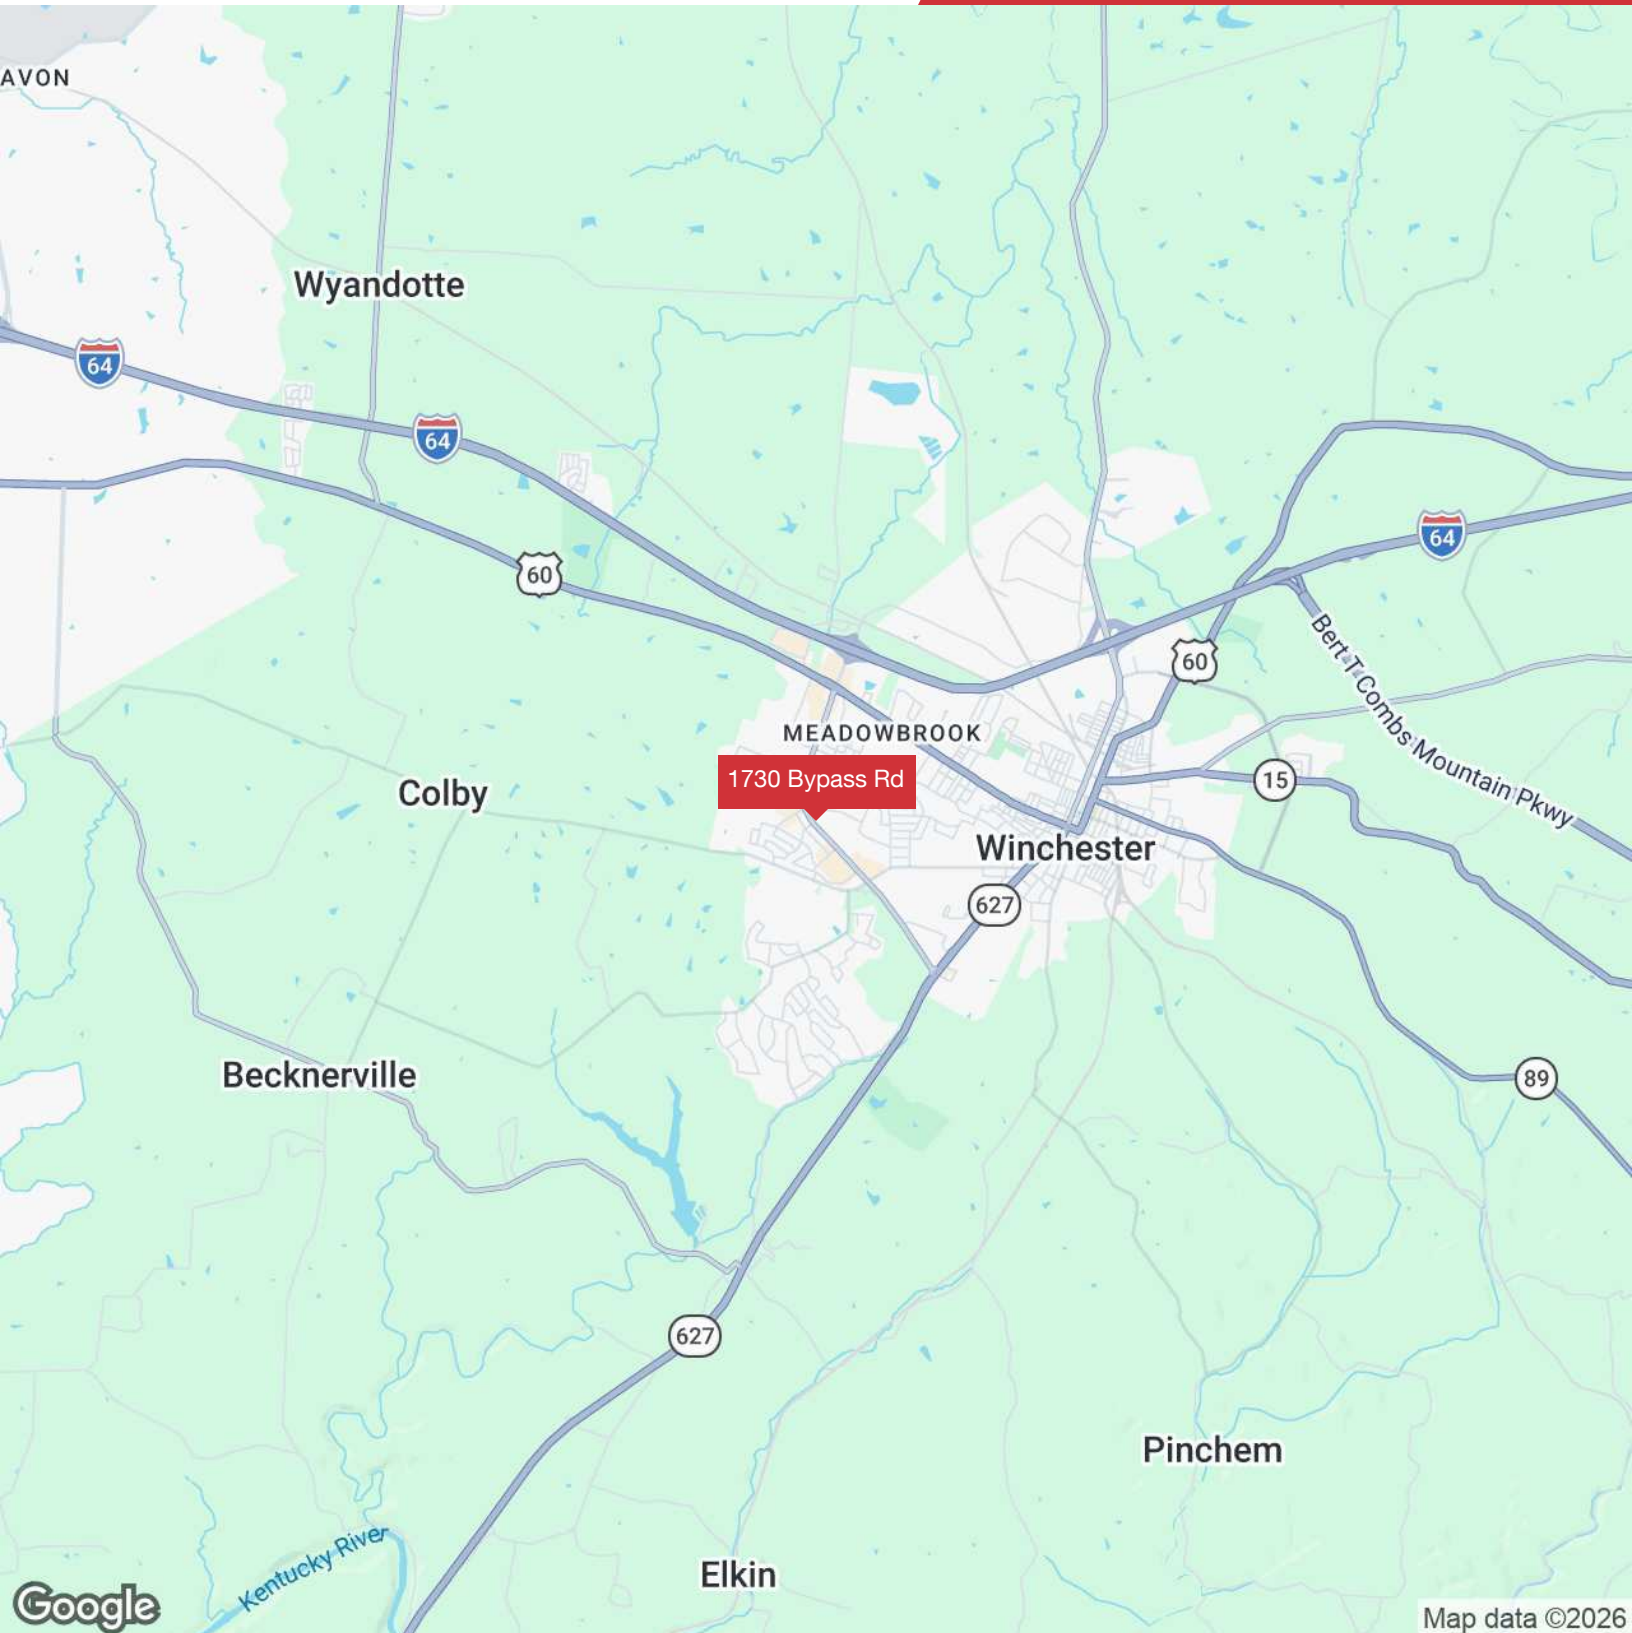 AVON
Wyandotte
64
64
64
60
60
Bert T Combs Mountain Pkwy
MEADOWBROOK
1730 Bypass Rd
15
Colby
Winchester
627
Becknerville
89
627
Pinchem
Kentucky River
Elkin
Google
Map data ©2026